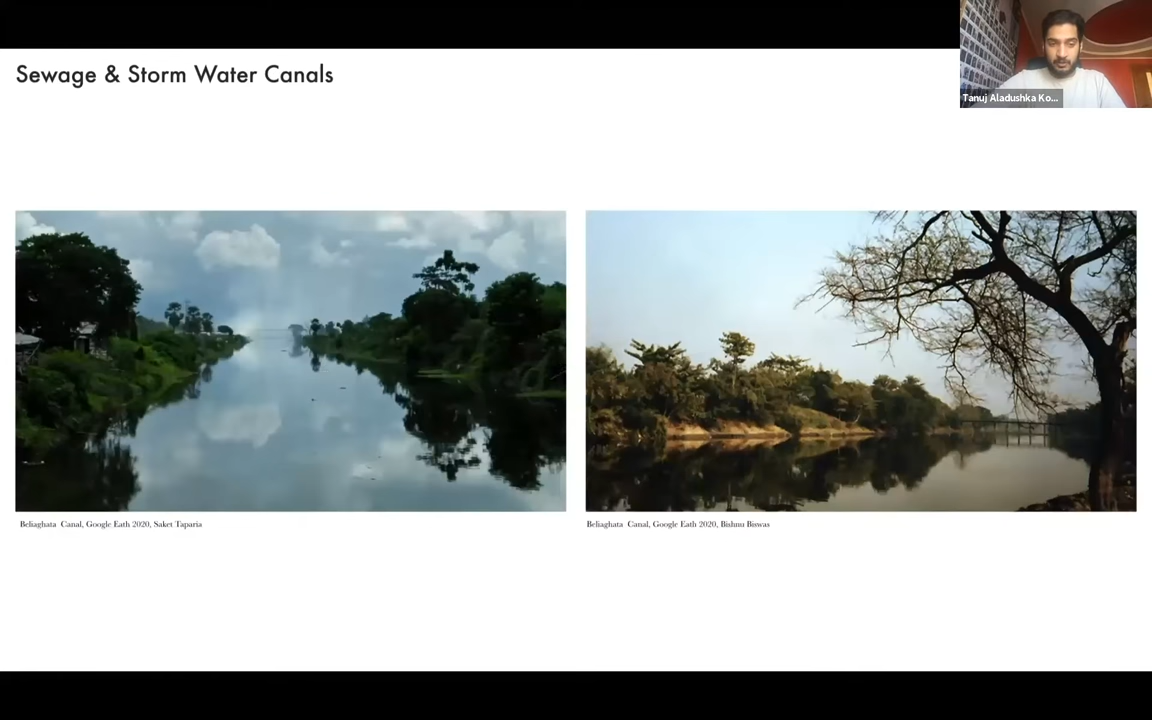 Sewage & Storm Water Canals
Tanuj Aladushka Ko...
Beliaghata Canal, Google Eath 2020, Saket Taparia
Beliaghata Canal, Google Eath 2020, Bishnu Biswas